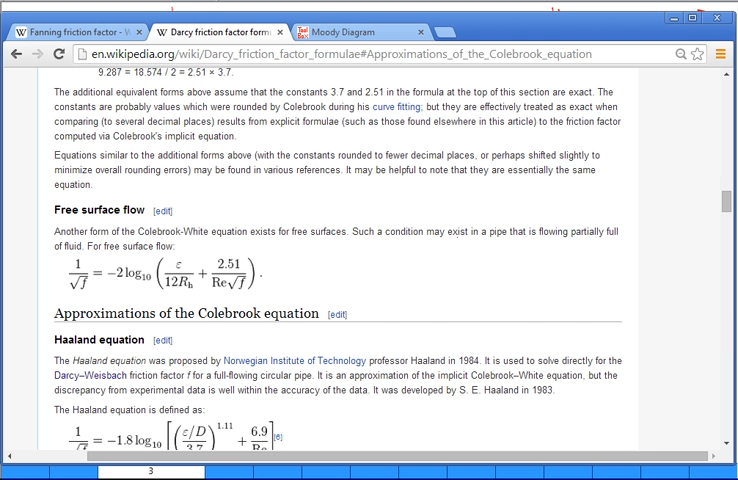 Fanning friction factor - W
Darcy friction factor form
Moody Diagram
en.wikipedia.org/wiki/Darcy_friction_factor_formulae#Approximations_of_the_Colebrook_equation
9.287 = 18.574 / 2 = 2.51 × 3.7.
The additional equivalent forms above assume that the constants 3.7 and 2.51 in the formula at the top of this section are exact. The
constants are probably values which were rounded by Colebrook during his curve fitting; but they are effectively treated as exact when
comparing (to several decimal places) results from explicit formulae (such as those found elsewhere in this article) to the friction factor
computed via Colebrook's implicit equation.
Equations similar to the additional forms above (with the constants rounded to fewer decimal places, or perhaps shifted slightly to
minimize overall rounding errors) may be found in various references. It may be helpful to note that they are essentially the same
equation.
Free surface flow [edit]
Another form of the Colebrook-White equation exists for free surfaces. Such a condition may exist in a pipe that is flowing partially full
of fluid. For free surface flow:
1/√f = −2 log10 (ε/12Rh + 2.51/Re√f).
Approximations of the Colebrook equation [edit]
Haaland equation [edit]
The Haaland equation was proposed by Norwegian Institute of Technology professor Haaland in 1984. It is used to solve directly for the
Darcy–Weisbach friction factor f for a full-flowing circular pipe. It is an approximation of the implicit Colebrook–White equation, but the
discrepancy from experimental data is well within the accuracy of the data. It was developed by S. E. Haaland in 1983.
The Haaland equation is defined as:
1/√f = −1.8 log10 [(ε/D/3.7)^1.11 + 6.9/Re]
3